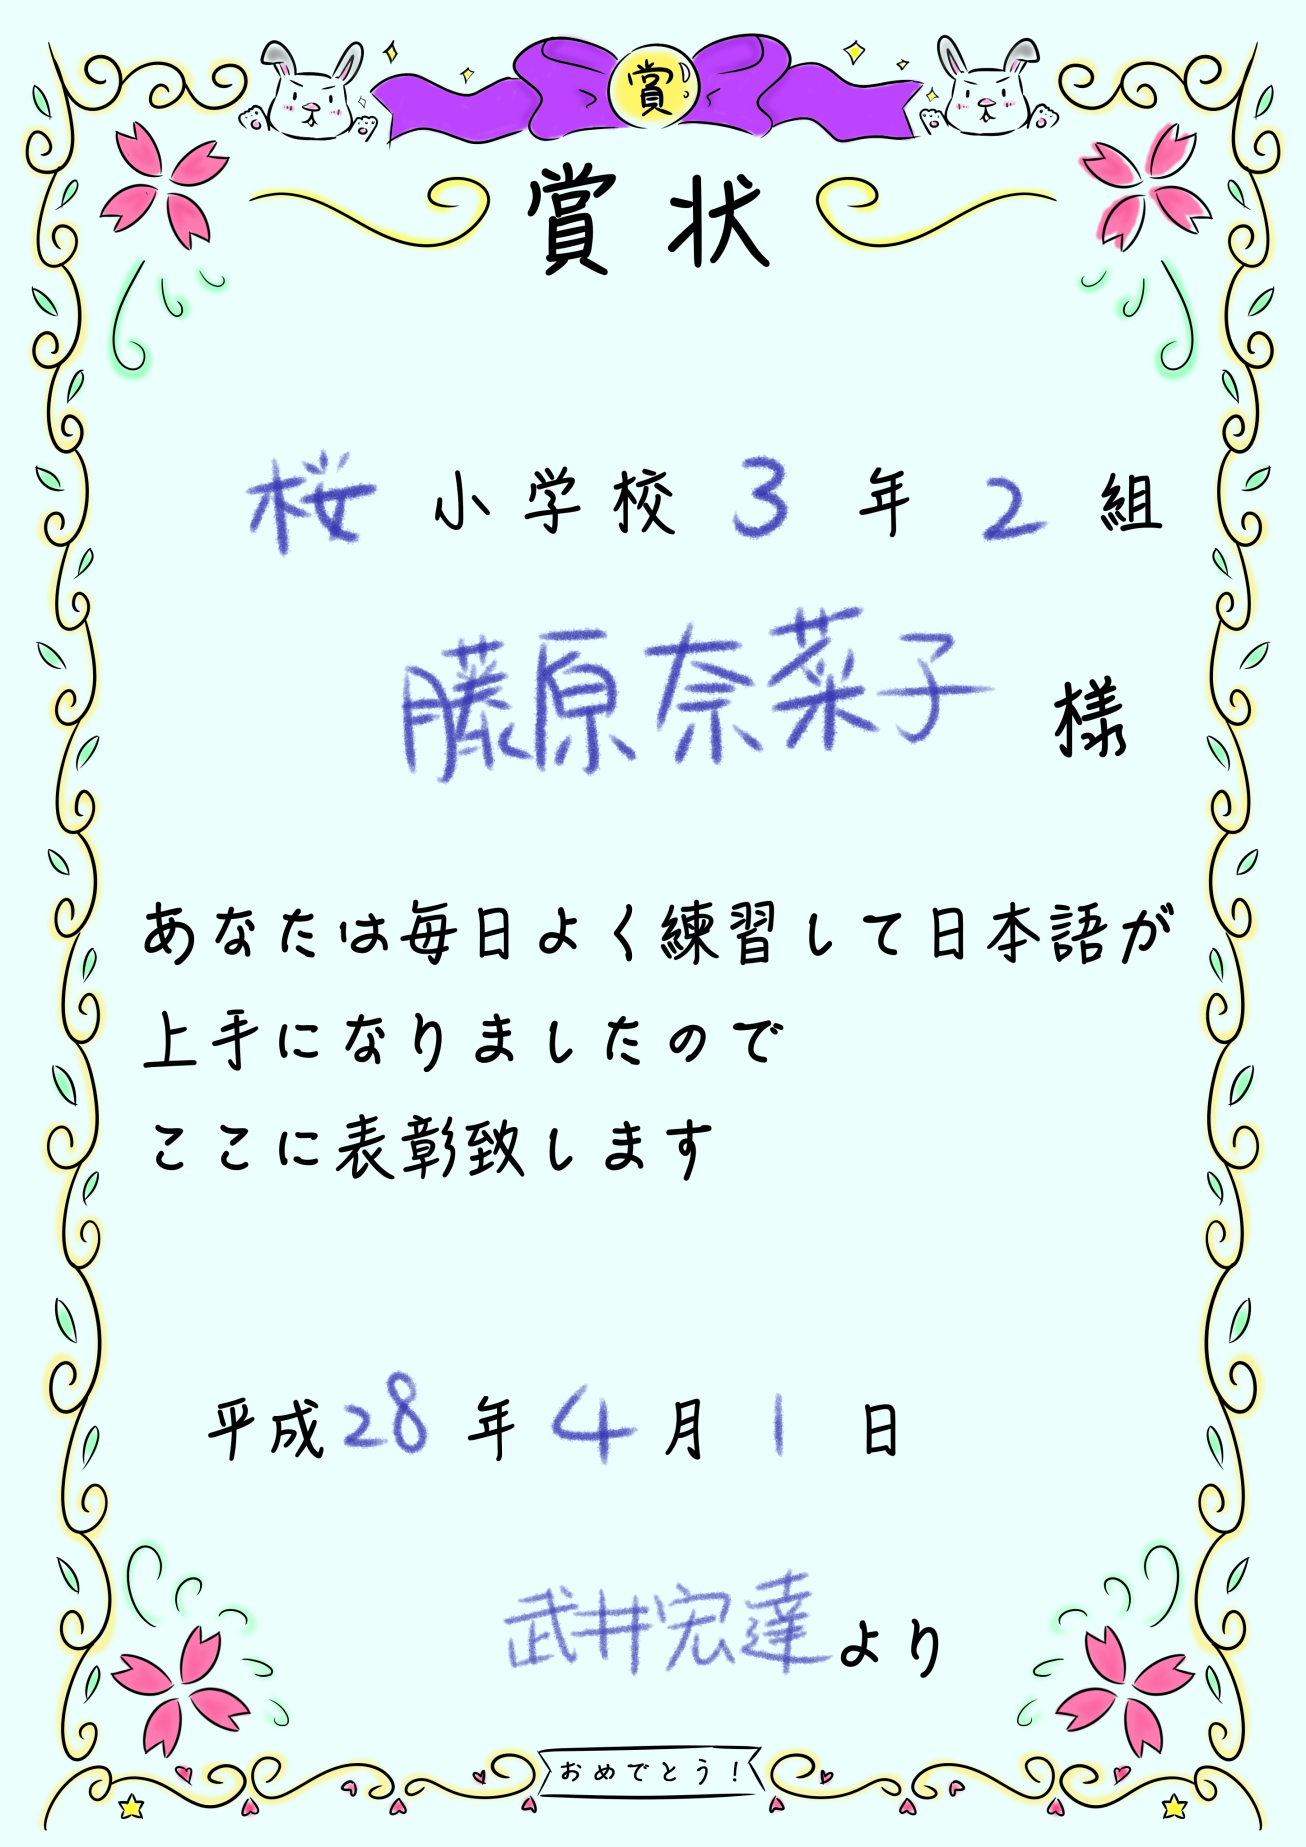 賞
賞状
桜小学校3年2組
藤原奈菜子様
あなたは毎日よく練習して日本語が
上手になりましたので
ここに表彰致します
平成28年4月1日
武井宏達より
おめでとう！